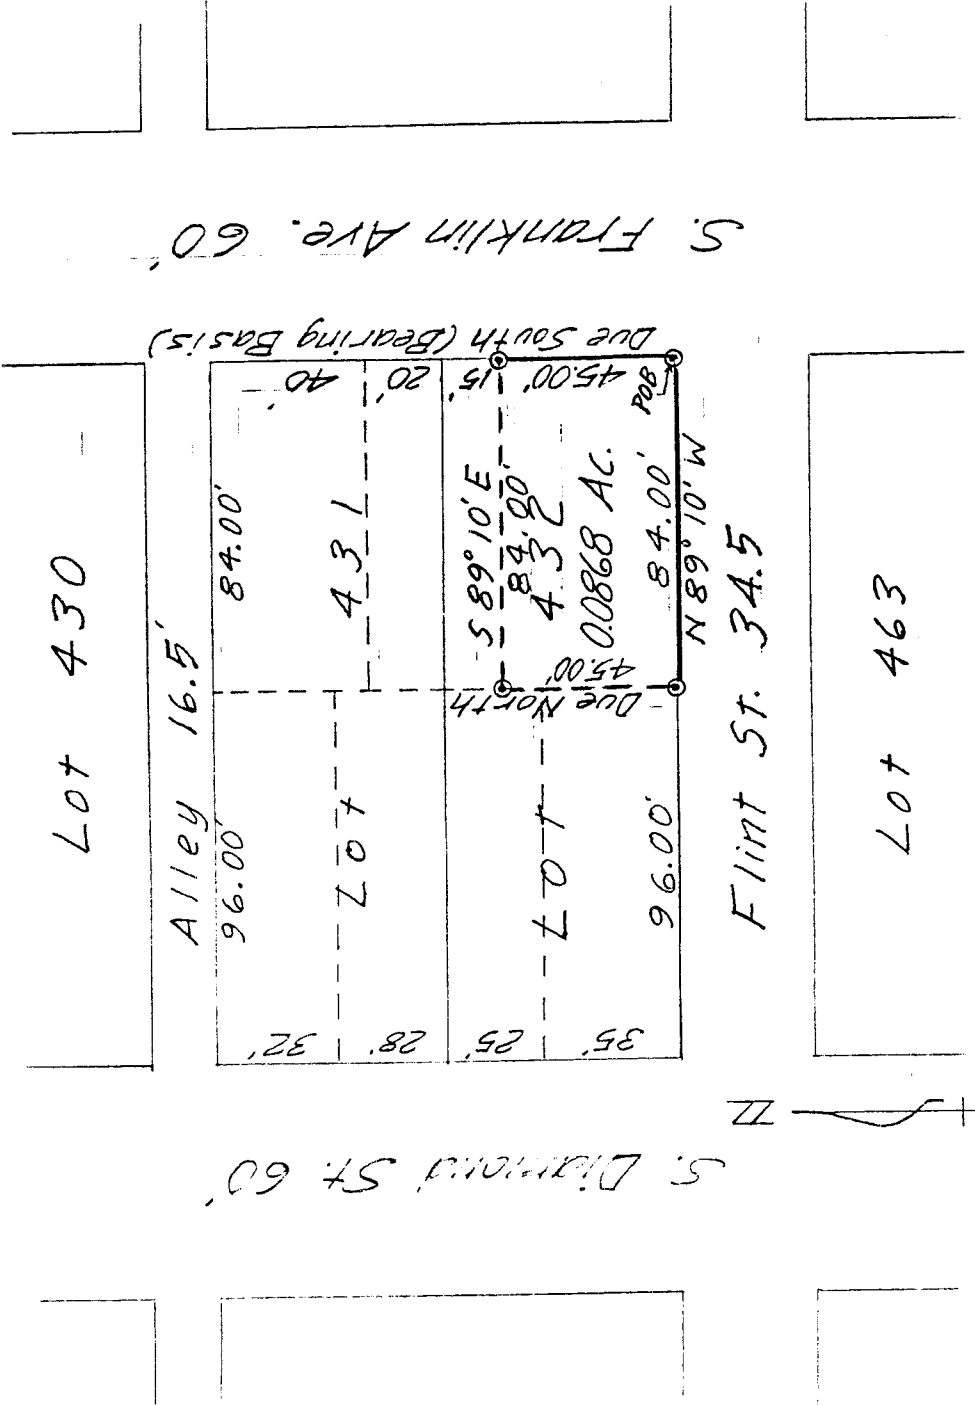 S. Franklin Ave. 60'
Due South (Bearing Basis)
40'
20'
15'
45.00'
POB
84.00'
Lot 431
S 89° 10' E
84.00'
Lot 432
0.0868 Ac.
84.00'
N 89° 10' W
45.00'
Due North
Lot 430
Alley 16.5'
96.00'
96.00'
Flint St. 34.5
Lot 463
32'
28'
25'
35'
N
S. Diamond St. 60'